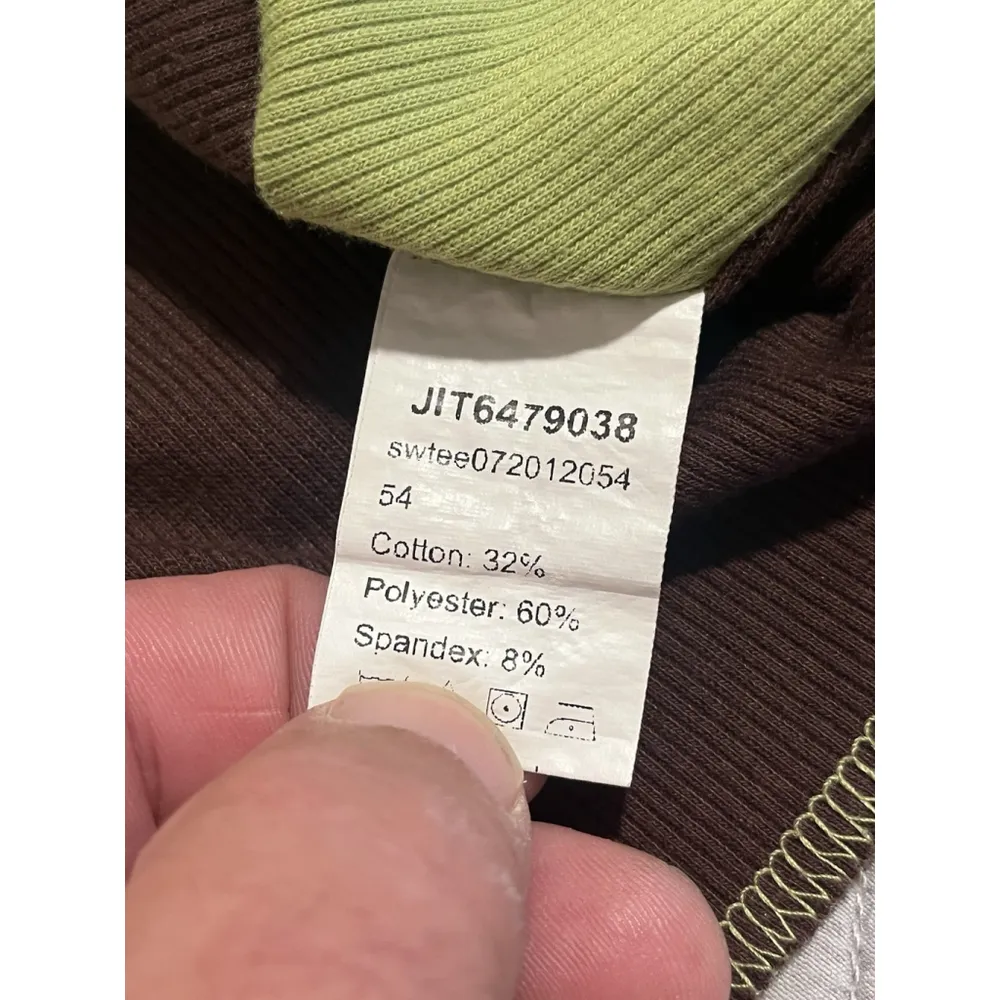 JIT6479038
swtee072012054
54
Cotton: 32%
Polyester: 60%
Spandex: 8%